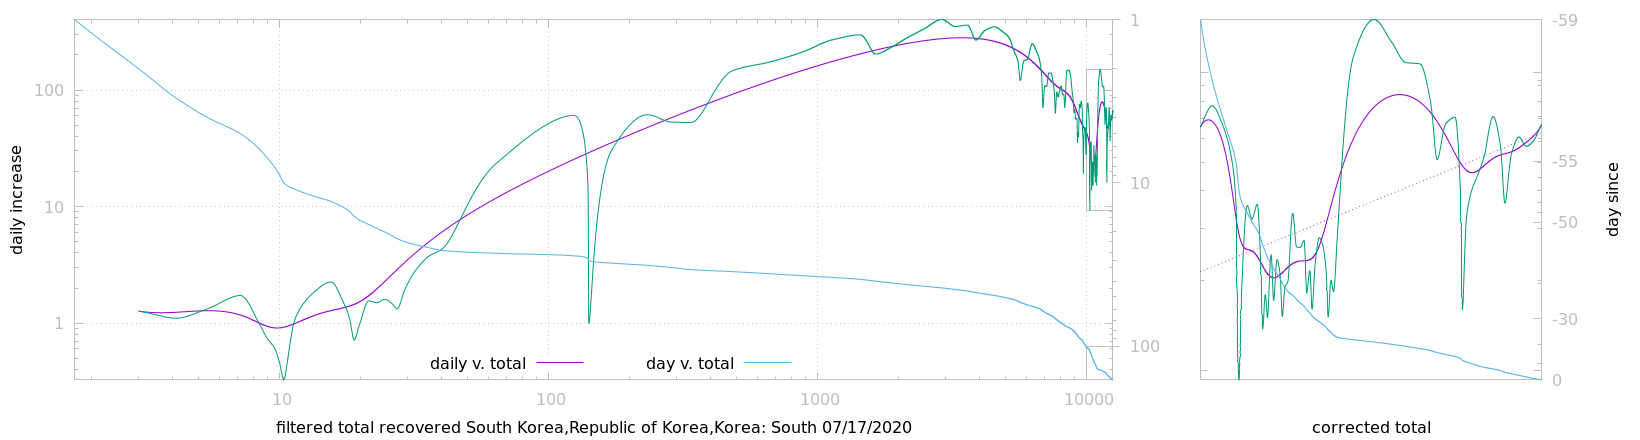 daily increase
100
10
1
10
100
1000
10000
1
10
100
daily v. total
day v. total
filtered total recovered South Korea,Republic of Korea,Korea: South 07/17/2020
-59
-55
-50
-30
0
day since
corrected total